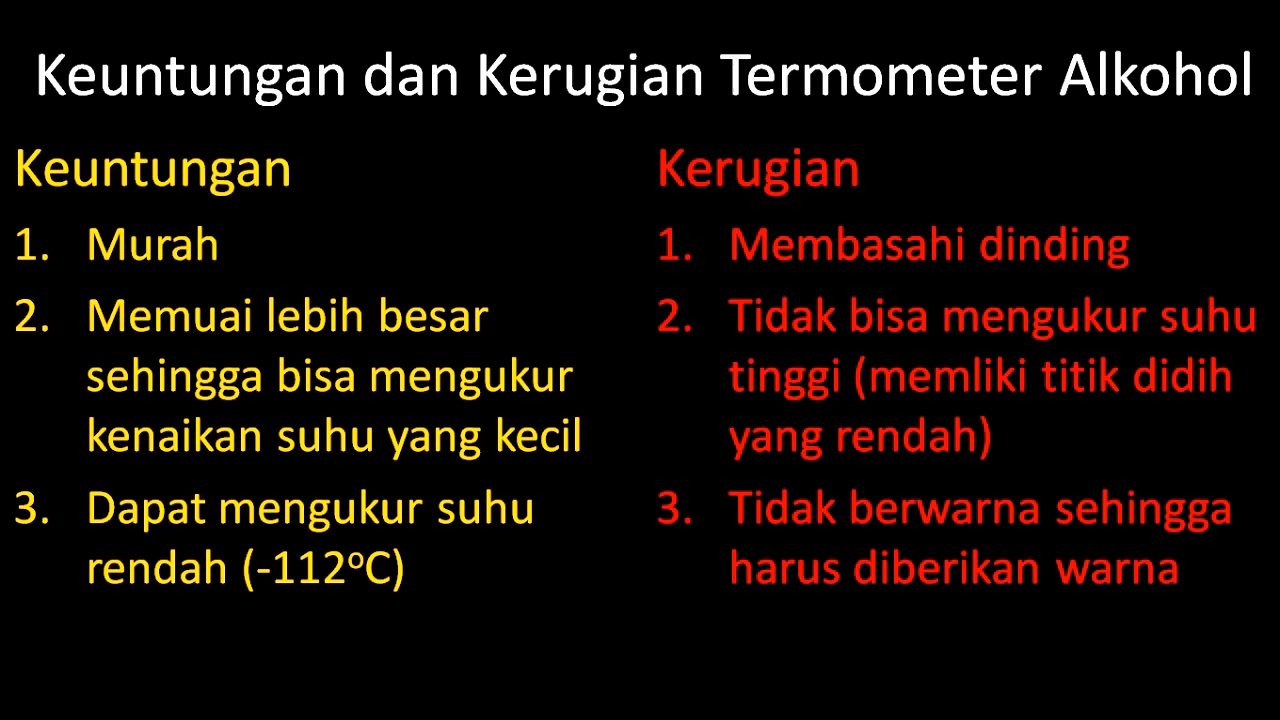 Keuntungan dan Kerugian Termometer Alkohol
Keuntungan
1. Murah
2. Memuai lebih besar
sehingga bisa mengukur
kenaikan suhu yang kecil
3. Dapat mengukur suhu
rendah (-112°C)
Kerugian
1. Membasahi dinding
2. Tidak bisa mengukur suhu
tinggi (memliki titik didih
yang rendah)
3. Tidak berwarna sehingga
harus diberikan warna